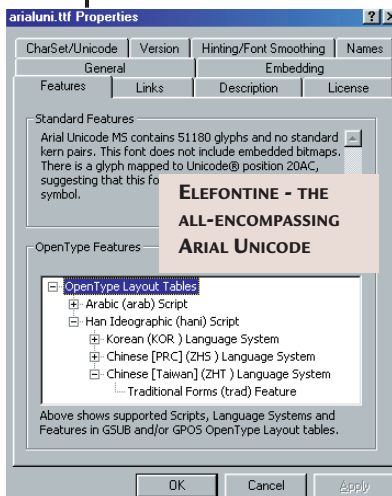 arialuni.ttf Properties
CharSet/Unicode Version Hinting/Font Smoothing Names
General Embedding
Features Links Description License
Standard Features
Arial Unicode MS contains 51180 glyphs and no standard
kern pairs. This font does not include embedded bitmaps.
There is a glyph mapped to Unicode® position 20AC,
suggesting that this fo
symbol.
ELEFONTINE - THE
ALL-ENCOMPASSING
ARIAL UNICODE
OpenType Features
OpenType Layout Tables
Arabic (arab) Script
Han Ideographic (hani) Script
Korean (KOR ) Language System
Chinese [PRC] (ZHS ) Language System
Chinese [Taiwan] (ZHT ) Language System
Traditional Forms (trad) Feature
Above shows supported Scripts, Language Systems and
Features in GSUB and/or GPOS OpenType Layout tables.
OK Cancel Apply